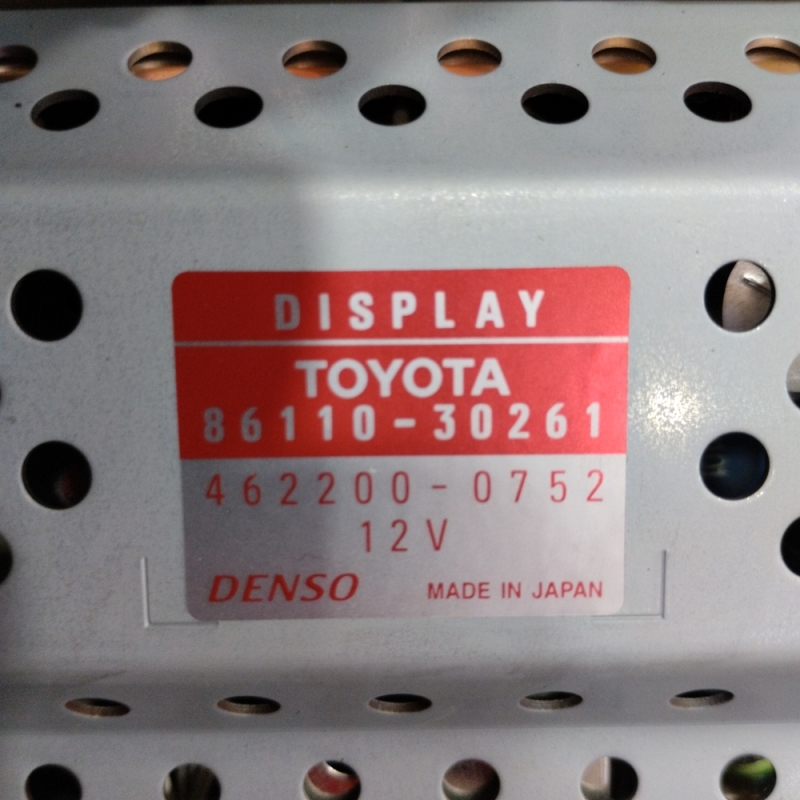 DISPLAY
TOYOTA
86110-30261
462200-0752
12V
DENSO MADE IN JAPAN